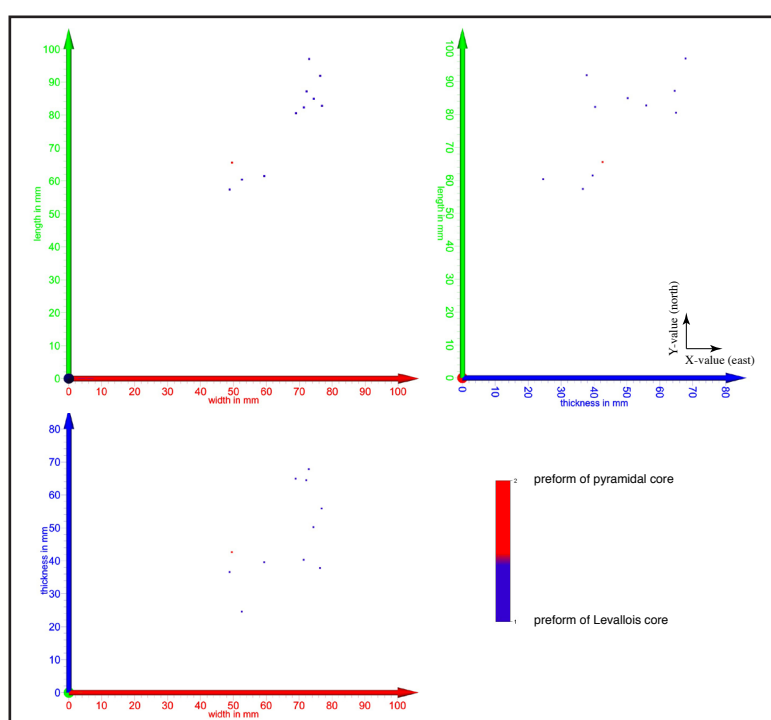 100
90
80
70
60
50
40
30
20
10
0
length in mm
0 10 20 30 40 50 60 70 80 90 100
width in mm
100
90
80
70
60
50
40
30
20
10
0
length in mm
0 10 20 30 40 50 60 70 80
thickness in mm
Y-value (north)
X-value (east)
80
70
60
50
40
30
20
10
0
thickness in mm
0 10 20 30 40 50 60 70 80 90 100
width in mm
2 preform of pyramidal core
1 preform of Levallois core